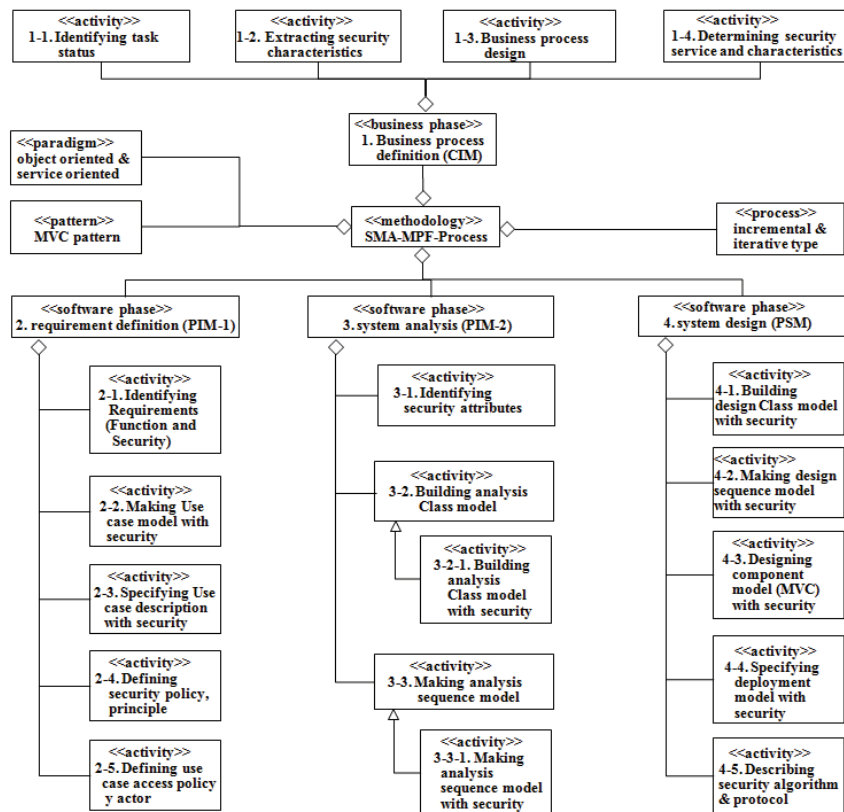 <<activity>>
1-1. Identifying task
status
<<activity>>
1-2. Extracting security
characteristics
<<activity>>
1-3. Business process
design
<<activity>>
1-4. Determining security
service and characteristics
<<business phase>>
1. Business process
definition (CIM)
<<paradigm>>
object oriented &
service oriented
<<pattern>>
MVC pattern
<<methodology>>
SMA-MPF-Process
<<process>>
incremental &
iterative type
<<software phase>>
2. requirement definition (PIM-1)
<<software phase>>
3. system analysis (PIM-2)
<<software phase>>
4. system design (PSM)
<<activity>>
2-1. Identifying
Requirements
(Function and
Security)
<<activity>>
2-2. Making Use
case model with
security
<<activity>>
2-3. Specifying Use
case description
with security
<<activity>>
2-4. Defining
security policy,
principle
<<activity>>
2-5. Defining use
case access policy
y actor
<<activity>>
3-1. Identifying
security attributes
<<activity>>
3-2. Building analysis
Class model
<<activity>>
3-2-1. Building
analysis
Class model
with security
<<activity>>
3-3. Making analysis
sequence model
<<activity>>
3-3-1. Making
analysis
sequence model
with security
<<activity>>
4-1. Building
design Class model
with security
<<activity>>
4-2. Making design
sequence model
with security
<<activity>>
4-3. Designing
component
model (MVC)
with security
<<activity>>
4-4. Specifying
deployment
model with
security
<<activity>>
4-5. Describing
security algorithm
& protocol